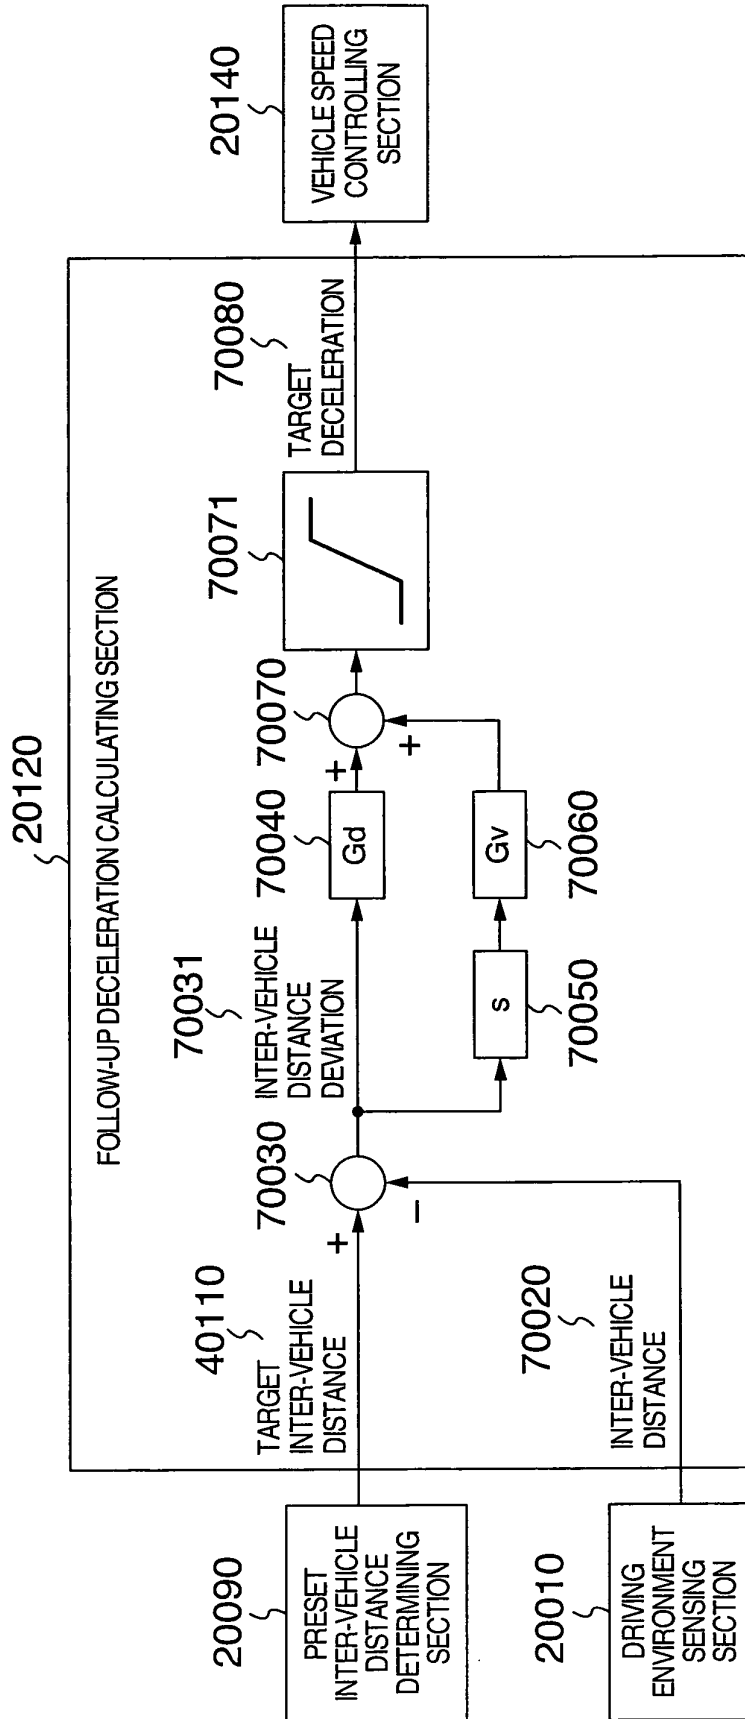 20120
FOLLOW-UP DECELERATION CALCULATING SECTION
20090
PRESET
INTER-VEHICLE
DISTANCE
DETERMINING
SECTION
40110
TARGET
INTER-VEHICLE
DISTANCE
+
−
70030
70031
INTER-VEHICLE
DISTANCE
DEVIATION
70040
Gd
+
+
70070
70071
70080
TARGET
DECELERATION
20140
VEHICLE SPEED
CONTROLLING
SECTION
s
70050
Gv
70060
20010
DRIVING
ENVIRONMENT
SENSING
SECTION
70020
INTER-VEHICLE
DISTANCE